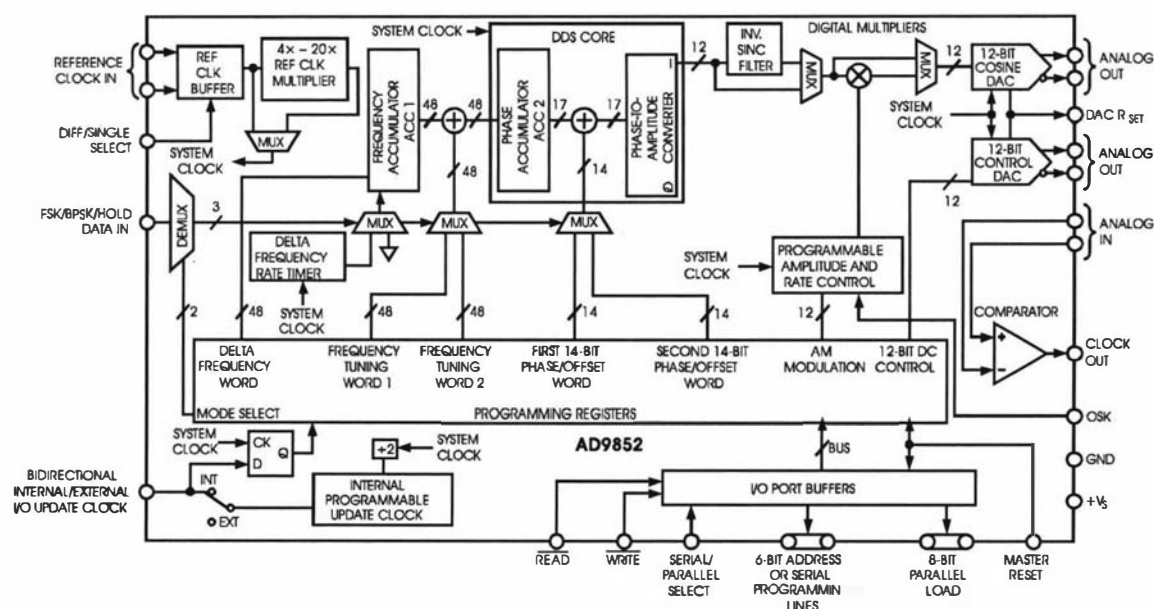 REFERENCE
CLOCK IN
REF
CLK
BUFFER
4× – 20×
REF CLK
MULTIPLIER
DIFF/SINGLE
SELECT
MUX
SYSTEM
CLOCK
FSK/BPSK/HOLD
DATA IN
DEMUX
3
2
FREQUENCY
ACCUMULATOR
ACC 1
48
48
48
SYSTEM CLOCK
DDS CORE
PHASE
ACCUMULATOR
ACC 2
17
17
14
PHASE-TO-
AMPLITUDE
CONVERTER
I
Q
12
INV.
SINC
FILTER
DIGITAL MULTIPLIERS
MUX
MUX
12
12-BIT
COSINE
DAC
ANALOG
OUT
SYSTEM
CLOCK
DAC RSET
12-BIT
CONTROL
DAC
ANALOG
OUT
12
MUX
MUX
MUX
DELTA
FREQUENCY
RATE TIMER
SYSTEM
CLOCK
SYSTEM
CLOCK
PROGRAMMABLE
AMPLITUDE AND
RATE CONTROL
ANALOG
IN
COMPARATOR
+
–
CLOCK
OUT
48
48
48
14
14
12
DELTA
FREQUENCY
WORD
FREQUENCY
TUNING
WORD 1
FREQUENCY
TUNING
WORD 2
FIRST 14-BIT
PHASE/OFFSET
WORD
SECOND 14-BIT
PHASE/OFFSET
WORD
AM
MODULATION
12-BIT DC
CONTROL
MODE SELECT
PROGRAMMING REGISTERS
OSK
SYSTEM
CLOCK
CK
Q
D
÷2
SYSTEM
CLOCK
AD9852
BUS
GND
BIDIRECTIONAL
INTERNAL/EXTERNAL
I/O UPDATE CLOCK
INT
EXT
INTERNAL
PROGRAMMABLE
UPDATE CLOCK
I/O PORT BUFFERS
+VS
READ
WRITE
SERIAL/
PARALLEL
SELECT
6-BIT ADDRESS
OR SERIAL
PROGRAMMIN
LINES
8-BIT
PARALLEL
LOAD
MASTER
RESET